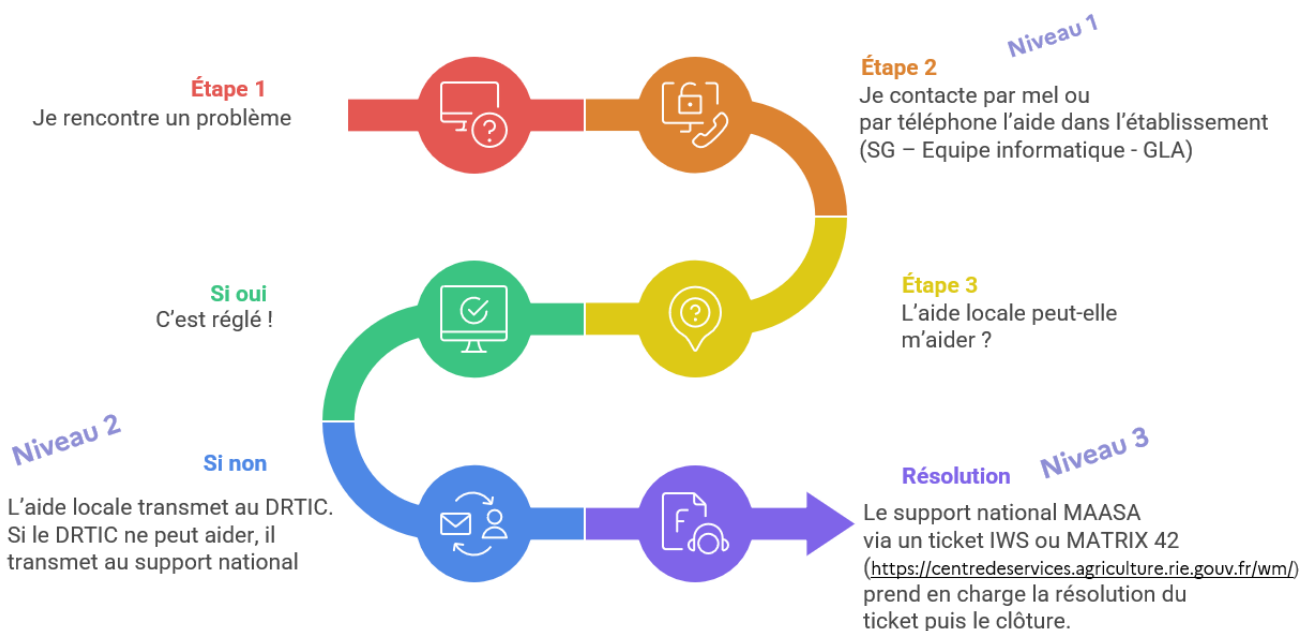 Étape 1
Je rencontre un problème
Niveau 1
Étape 2
Je contacte par mel ou
par téléphone l'aide dans l'établissement
(SG – Equipe informatique - GLA)
Étape 3
L'aide locale peut-elle
m'aider ?
Si oui
C'est réglé !
Niveau 2
Si non
L'aide locale transmet au DRTIC.
Si le DRTIC ne peut aider, il
transmet au support national
Niveau 3
Résolution
F
Le support national MAASA
via un ticket IWS ou MATRIX 42
(https://centredeservices.agriculture.rie.gouv.fr/wm/)
prend en charge la résolution du
ticket puis le clôture.